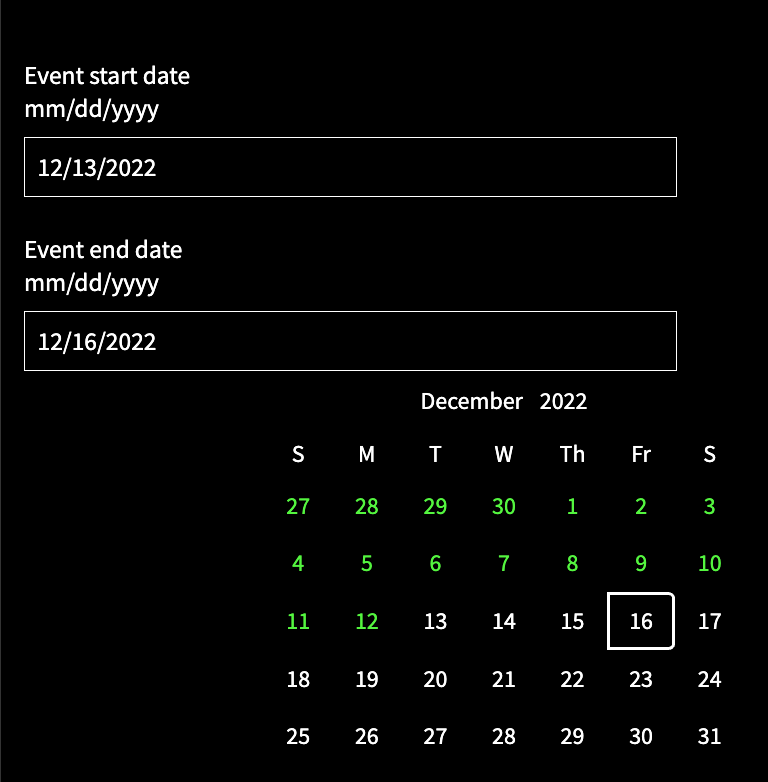 Event start date
mm/dd/yyyy
12/13/2022
Event end date
mm/dd/yyyy
12/16/2022
December 2022
S M T W Th Fr S
27 28 29 30 1 2 3
4 5 6 7 8 9 10
11 12 13 14 15 16 17
18 19 20 21 22 23 24
25 26 27 28 29 30 31